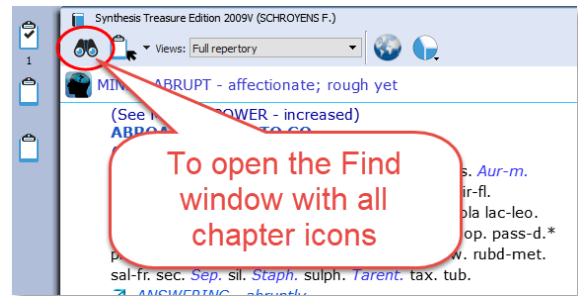 Synthesis Treasure Edition 2009V (SCHROYENS F.)
Views: Full repertory
1
MIN ABRUPT - affectionate; rough yet
(See POWER - increased)
ABROA TO GO
To open the Find
window with all
chapter icons
s. Aur-m.
ir-fl.
ola lac-leo.
op. pass-d.*
w. rubd-met.
sal-fr. sec. Sep. sil. Staph. sulph. Tarent. tax. tub.
ANSWERING - abruptly